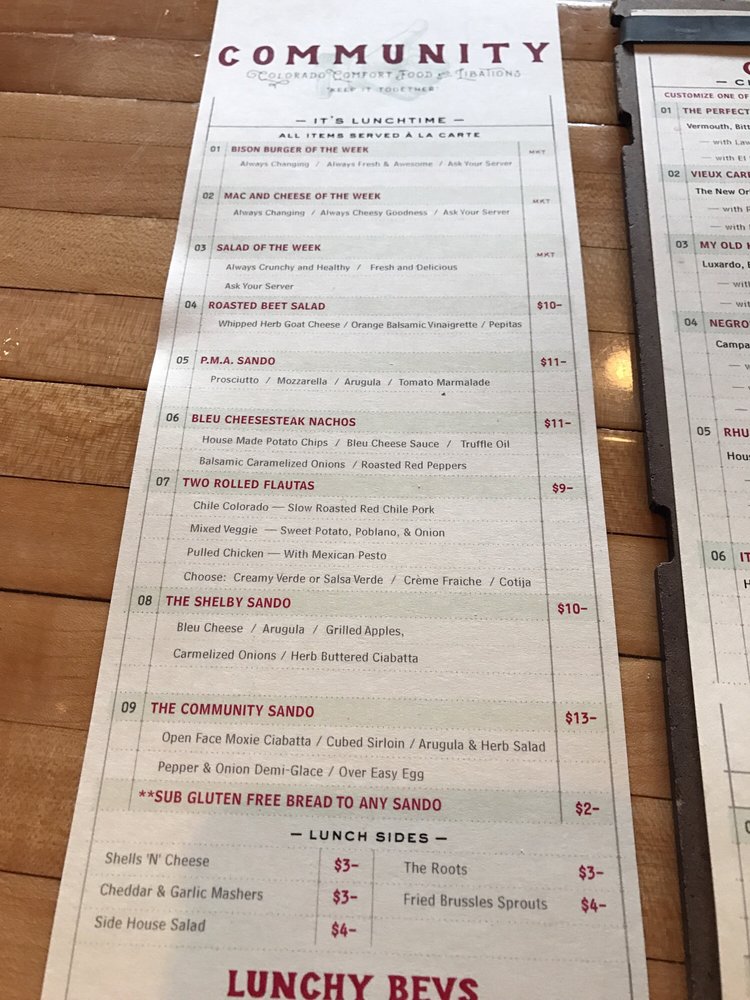 COMMUNITY
COLORADO COMFORT FOOD and LIBATIONS
"KEEP IT TOGETHER"
— IT'S LUNCHTIME —
ALL ITEMS SERVED À LA CARTE
01 BISON BURGER OF THE WEEK MKT
Always Changing / Always Fresh & Awesome / Ask Your Server
02 MAC AND CHEESE OF THE WEEK MKT
Always Changing / Always Cheesy Goodness / Ask Your Server
03 SALAD OF THE WEEK MKT
Always Crunchy and Healthy / Fresh and Delicious
Ask Your Server
04 ROASTED BEET SALAD $10–
Whipped Herb Goat Cheese / Orange Balsamic Vinaigrette / Pepitas
05 P.M.A. SANDO $11–
Prosciutto / Mozzarella / Arugula / Tomato Marmalade
06 BLEU CHEESESTEAK NACHOS $11–
House Made Potato Chips / Bleu Cheese Sauce / Truffle Oil
Balsamic Caramelized Onions / Roasted Red Peppers
07 TWO ROLLED FLAUTAS $9–
Chile Colorado — Slow Roasted Red Chile Pork
Mixed Veggie — Sweet Potato, Poblano, & Onion
Pulled Chicken — With Mexican Pesto
Choose: Creamy Verde or Salsa Verde / Crème Fraiche / Cotija
08 THE SHELBY SANDO $10–
Bleu Cheese / Arugula / Grilled Apples,
Carmelized Onions / Herb Buttered Ciabatta
09 THE COMMUNITY SANDO $13–
Open Face Moxie Ciabatta / Cubed Sirloin / Arugula & Herb Salad
Pepper & Onion Demi-Glace / Over Easy Egg
**SUB GLUTEN FREE BREAD TO ANY SANDO $2–
— LUNCH SIDES —
Shells 'N' Cheese $3–
Cheddar & Garlic Mashers $3–
Side House Salad $4–
The Roots $3–
Fried Brussles Sprouts $4–
LUNCHY BEVS
CUSTOMIZE ONE OF
01 THE PERFECT
Vermouth,
— with
— with El
02 VIEUX
The New
— with
— with
03 MY OLD
Luxardo,
— with
04
05
06